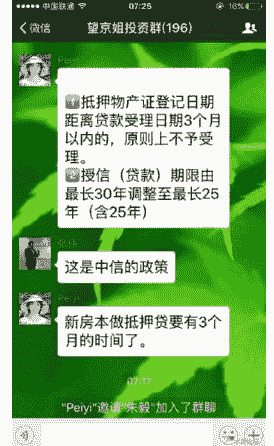 中国联通 07:25 16%
微信 望京姐投资群(196)
Peiyi
抵押物产证登记日期
距离贷款受理日期3个月
以内的，原则上不予受
理。
授信（贷款）期限由
最长30年调整至最长25
年（含25年）
这是中信的政策
Peiyi
新房本做抵押贷要有3个
月的时间了。
07:17
"Peiyi"邀请"朱毅"加入了群聊